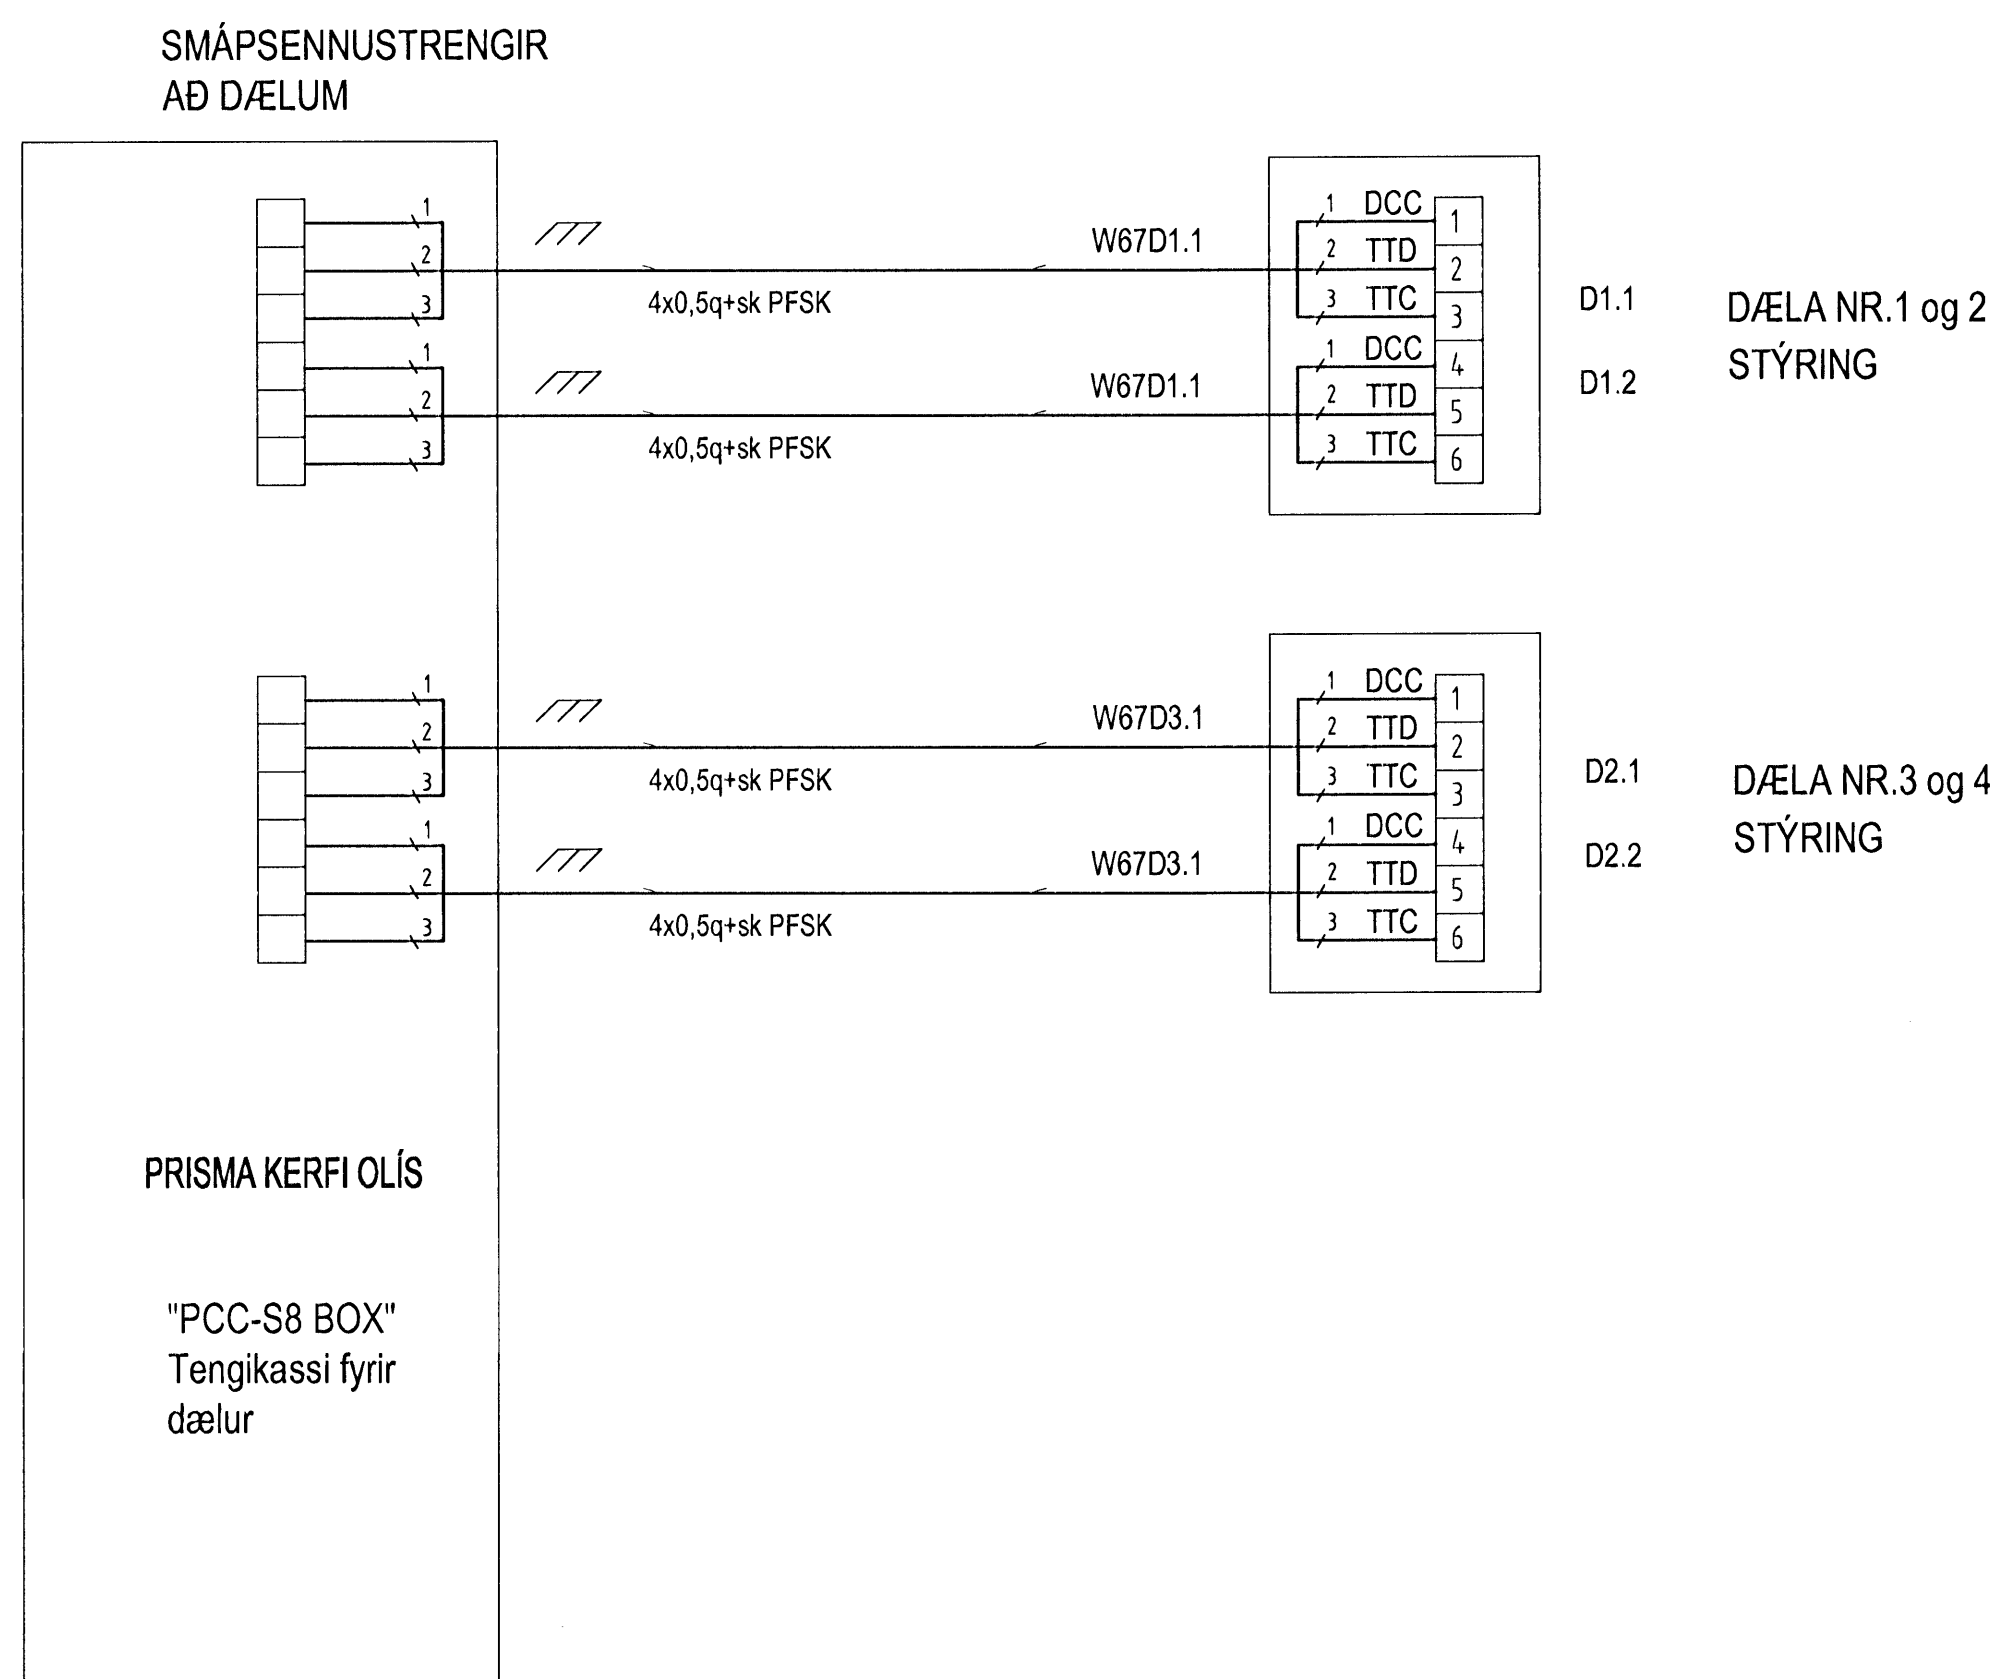 SMÁPSENNUSTRENGIR
AÐ DÆLUM
1
2
3
1
2
3
W67D1.1
4x0,5q+sk PFSK
W67D1.1
4x0,5q+sk PFSK
1 DCC 1
2 TTD 2
3 TTC 3
1 DCC 4
2 TTD 5
3 TTC 6
D1.1
D1.2
DÆLA NR.1 og 2
STÝRING
1
2
3
1
2
3
W67D3.1
4x0,5q+sk PFSK
W67D3.1
4x0,5q+sk PFSK
1 DCC 1
2 TTD 2
3 TTC 3
1 DCC 4
2 TTD 5
3 TTC 6
D2.1
D2.2
DÆLA NR.3 og 4
STÝRING
PRISMA KERFI OLÍS
"PCC-S8 BOX"
Tengikassi fyrir
dælur